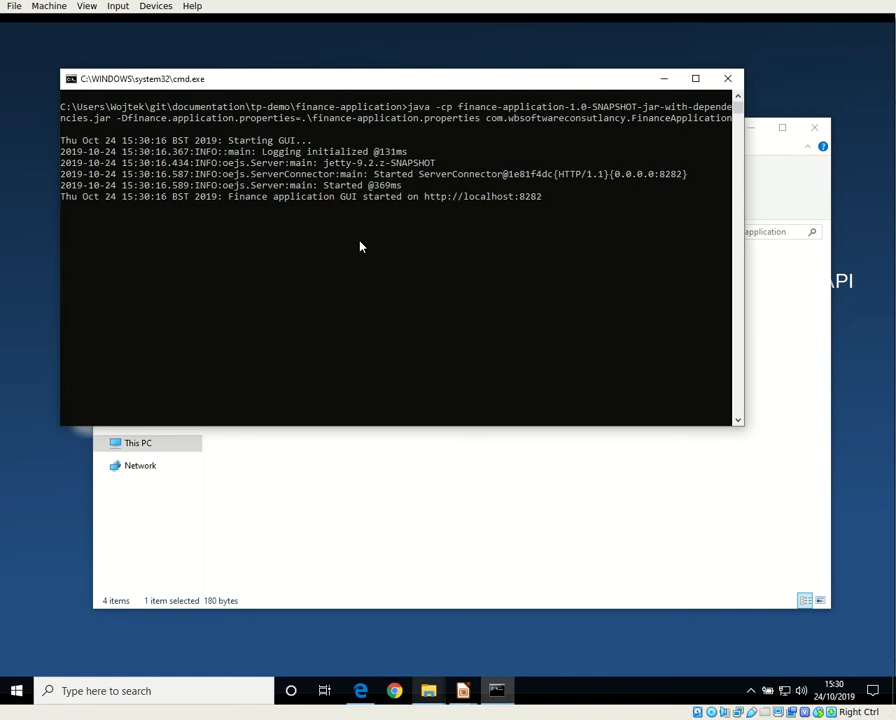 File Machine View Input Devices Help
C:\WINDOWS\system32\cmd.exe
C:\Users\Wojtek\git\documentation\tp-demo\finance-application>java -cp finance-application-1.0-SNAPSHOT-jar-with-depende
ncies.jar -Dfinance.application.properties=.\finance-application.properties com.wbsoftwareconsutlancy.FinanceApplication
Thu Oct 24 15:30:16 BST 2019: Starting GUI...
2019-10-24 15:30:16.367:INFO::main: Logging initialized @131ms
2019-10-24 15:30:16.434:INFO:oejs.Server:main: jetty-9.2.z-SNAPSHOT
2019-10-24 15:30:16.587:INFO:oejs.ServerConnector:main: Started ServerConnector@1e81f4dc{HTTP/1.1}{0.0.0.0:8282}
2019-10-24 15:30:16.589:INFO:oejs.Server:main: Started @369ms
Thu Oct 24 15:30:16 BST 2019: Finance application GUI started on http://localhost:8282
application
API
This PC
Network
4 items 1 item selected 180 bytes
Type here to search
15:30
24/10/2019
Right Ctrl